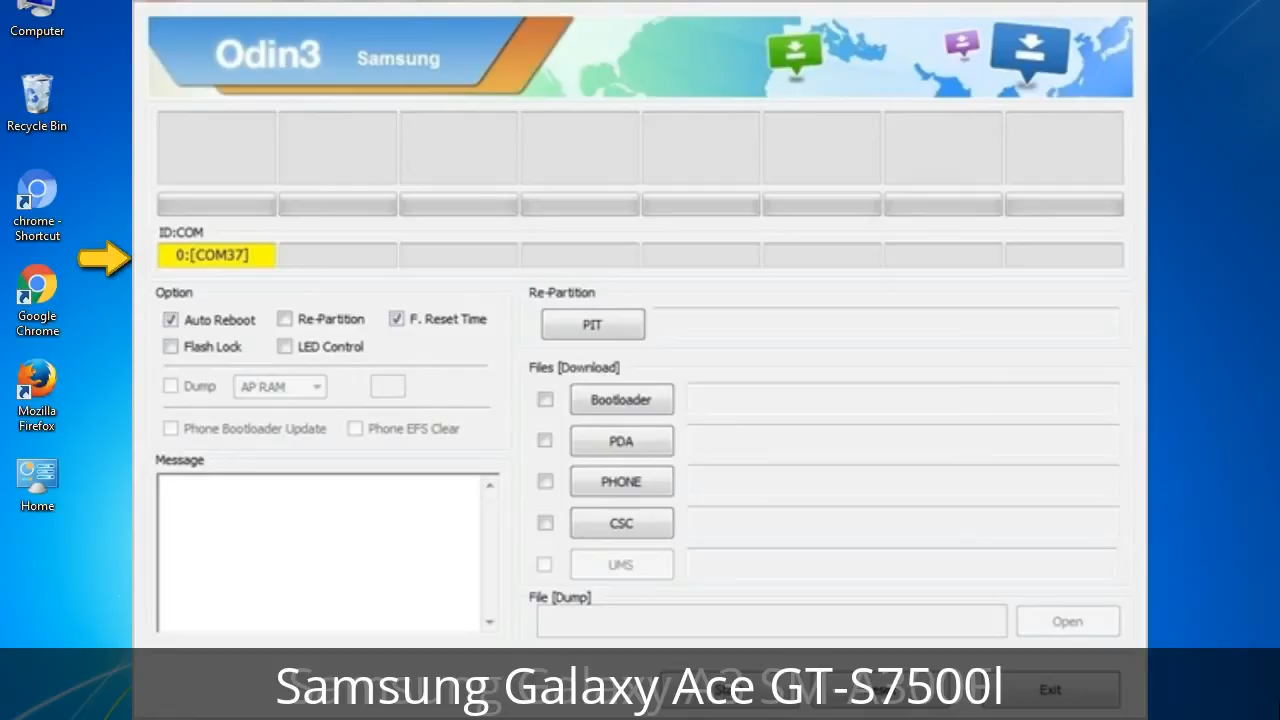 Computer
Recycle Bin
chrome -
Shortcut
Google
Chrome
Mozilla
Firefox
Home
Odin3 Samsung
ID:COM
0:[COM37]
Option
Auto Reboot Re-Partition F. Reset Time
Flash Lock LED Control
Dump AP RAM
Phone Bootloader Update Phone EFS Clear
Message
Re-Partition
PIT
Files [Download]
Bootloader
PDA
PHONE
CSC
UMS
File [Dump]
Open
Exit
Samsung Galaxy Ace GT-S7500l